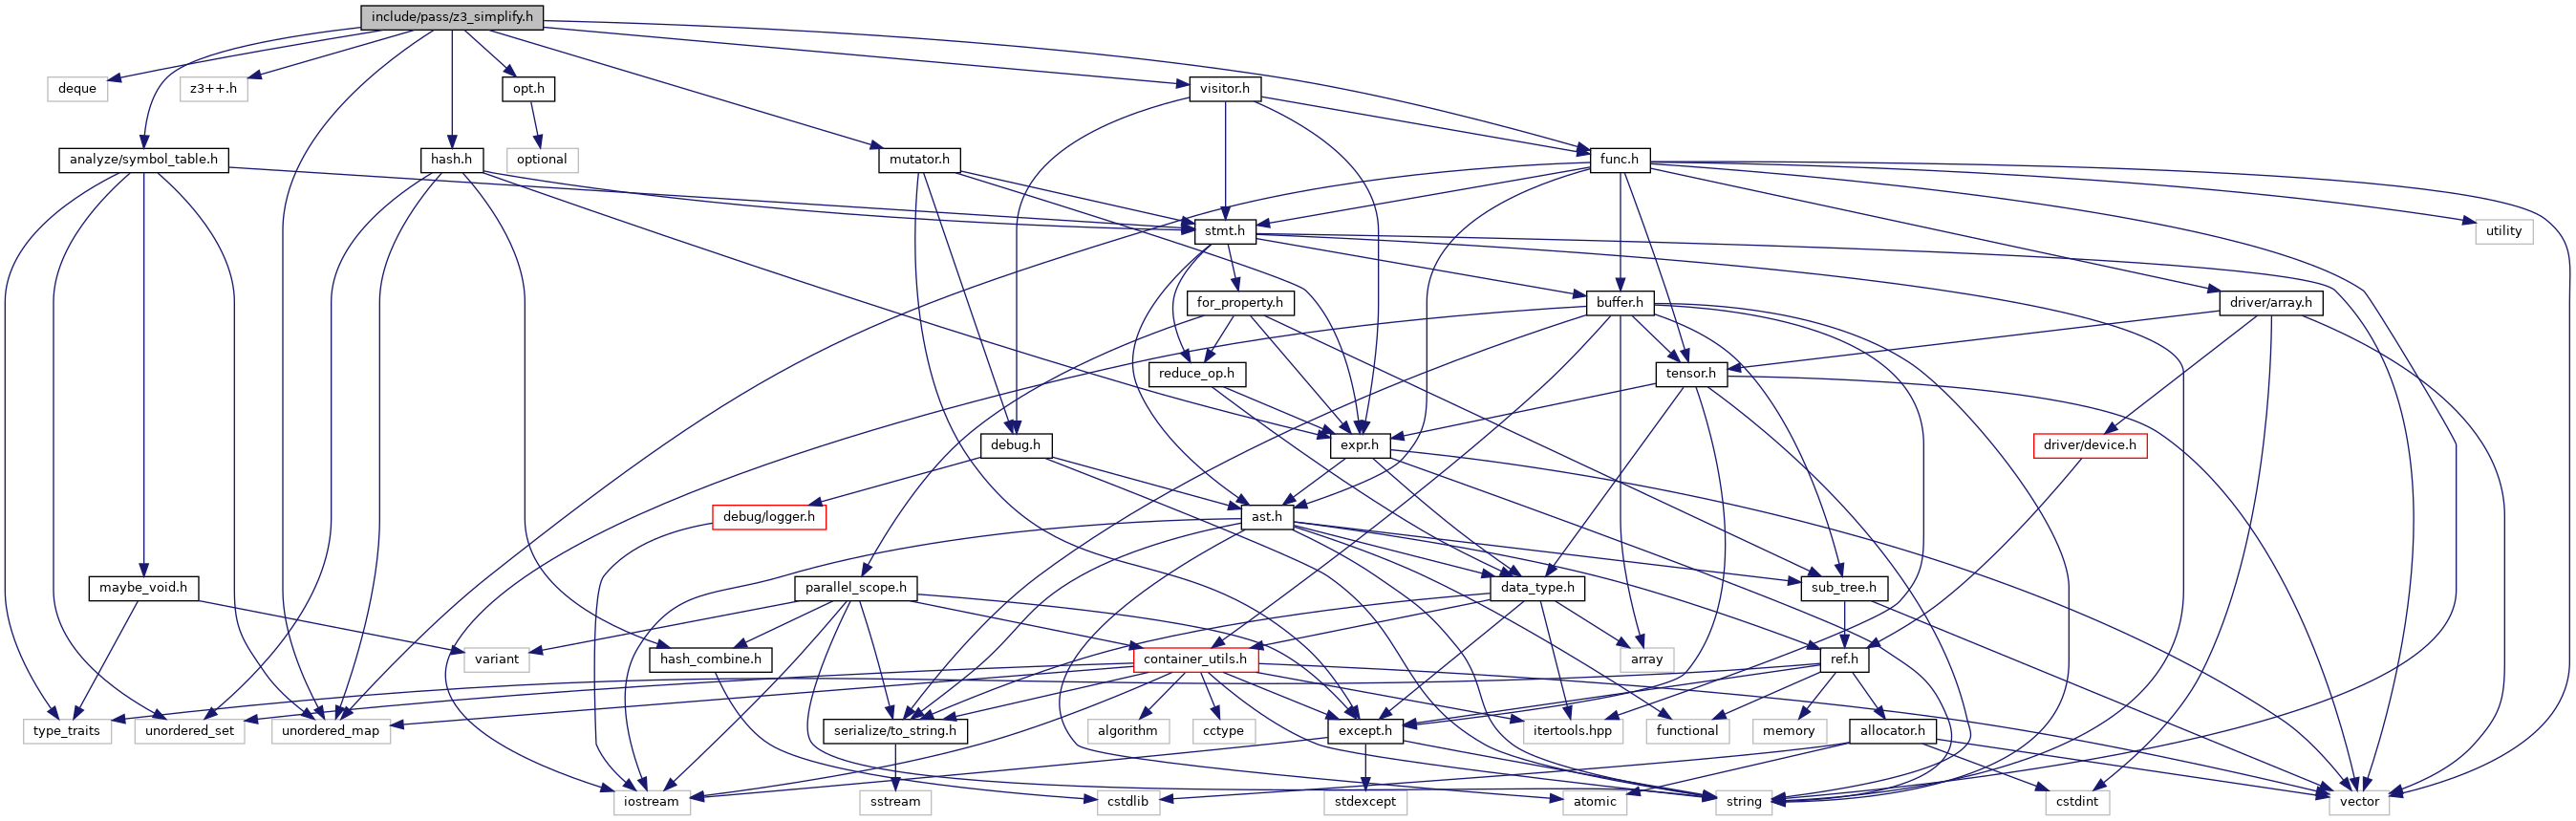 include/pass/z3_simplify.h
deque
z3++.h
opt.h
visitor.h
analyze/symbol_table.h
hash.h
optional
mutator.h
func.h
stmt.h
utility
for_property.h
buffer.h
driver/array.h
reduce_op.h
tensor.h
debug.h
expr.h
driver/device.h
debug/logger.h
ast.h
maybe_void.h
parallel_scope.h
data_type.h
sub_tree.h
variant
hash_combine.h
container_utils.h
array
ref.h
type_traits
unordered_set
unordered_map
serialize/to_string.h
algorithm
cctype
except.h
itertools.hpp
functional
memory
allocator.h
iostream
sstream
cstdlib
stdexcept
atomic
string
cstdint
vector